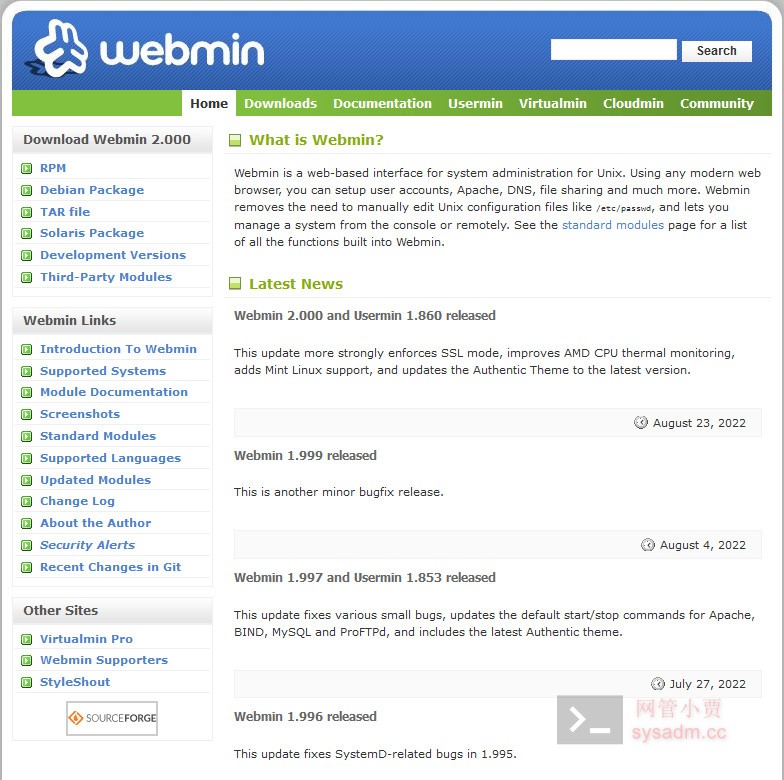 webmin
Search
Home Downloads Documentation Usermin Virtualmin Cloudmin Community
Download Webmin 2.000
RPM
Debian Package
TAR file
Solaris Package
Development Versions
Third-Party Modules
Webmin Links
Introduction To Webmin
Supported Systems
Module Documentation
Screenshots
Standard Modules
Supported Languages
Updated Modules
Change Log
About the Author
Security Alerts
Recent Changes in Git
Other Sites
Virtualmin Pro
Webmin Supporters
StyleShout
SOURCEFORGE
What is Webmin?
Webmin is a web-based interface for system administration for Unix. Using any modern web
browser, you can setup user accounts, Apache, DNS, file sharing and much more. Webmin
removes the need to manually edit Unix configuration files like /etc/passwd, and lets you
manage a system from the console or remotely. See the standard modules page for a list
of all the functions built into Webmin.
Latest News
Webmin 2.000 and Usermin 1.860 released
This update more strongly enforces SSL mode, improves AMD CPU thermal monitoring,
adds Mint Linux support, and updates the Authentic Theme to the latest version.
August 23, 2022
Webmin 1.999 released
This is another minor bugfix release.
August 4, 2022
Webmin 1.997 and Usermin 1.853 released
This update fixes various small bugs, updates the default start/stop commands for Apache,
BIND, MySQL and ProFTPd, and includes the latest Authentic theme.
July 27, 2022
Webmin 1.996 released
This update fixes SystemD-related bugs in 1.995.
网管小贾
sysadm.cc